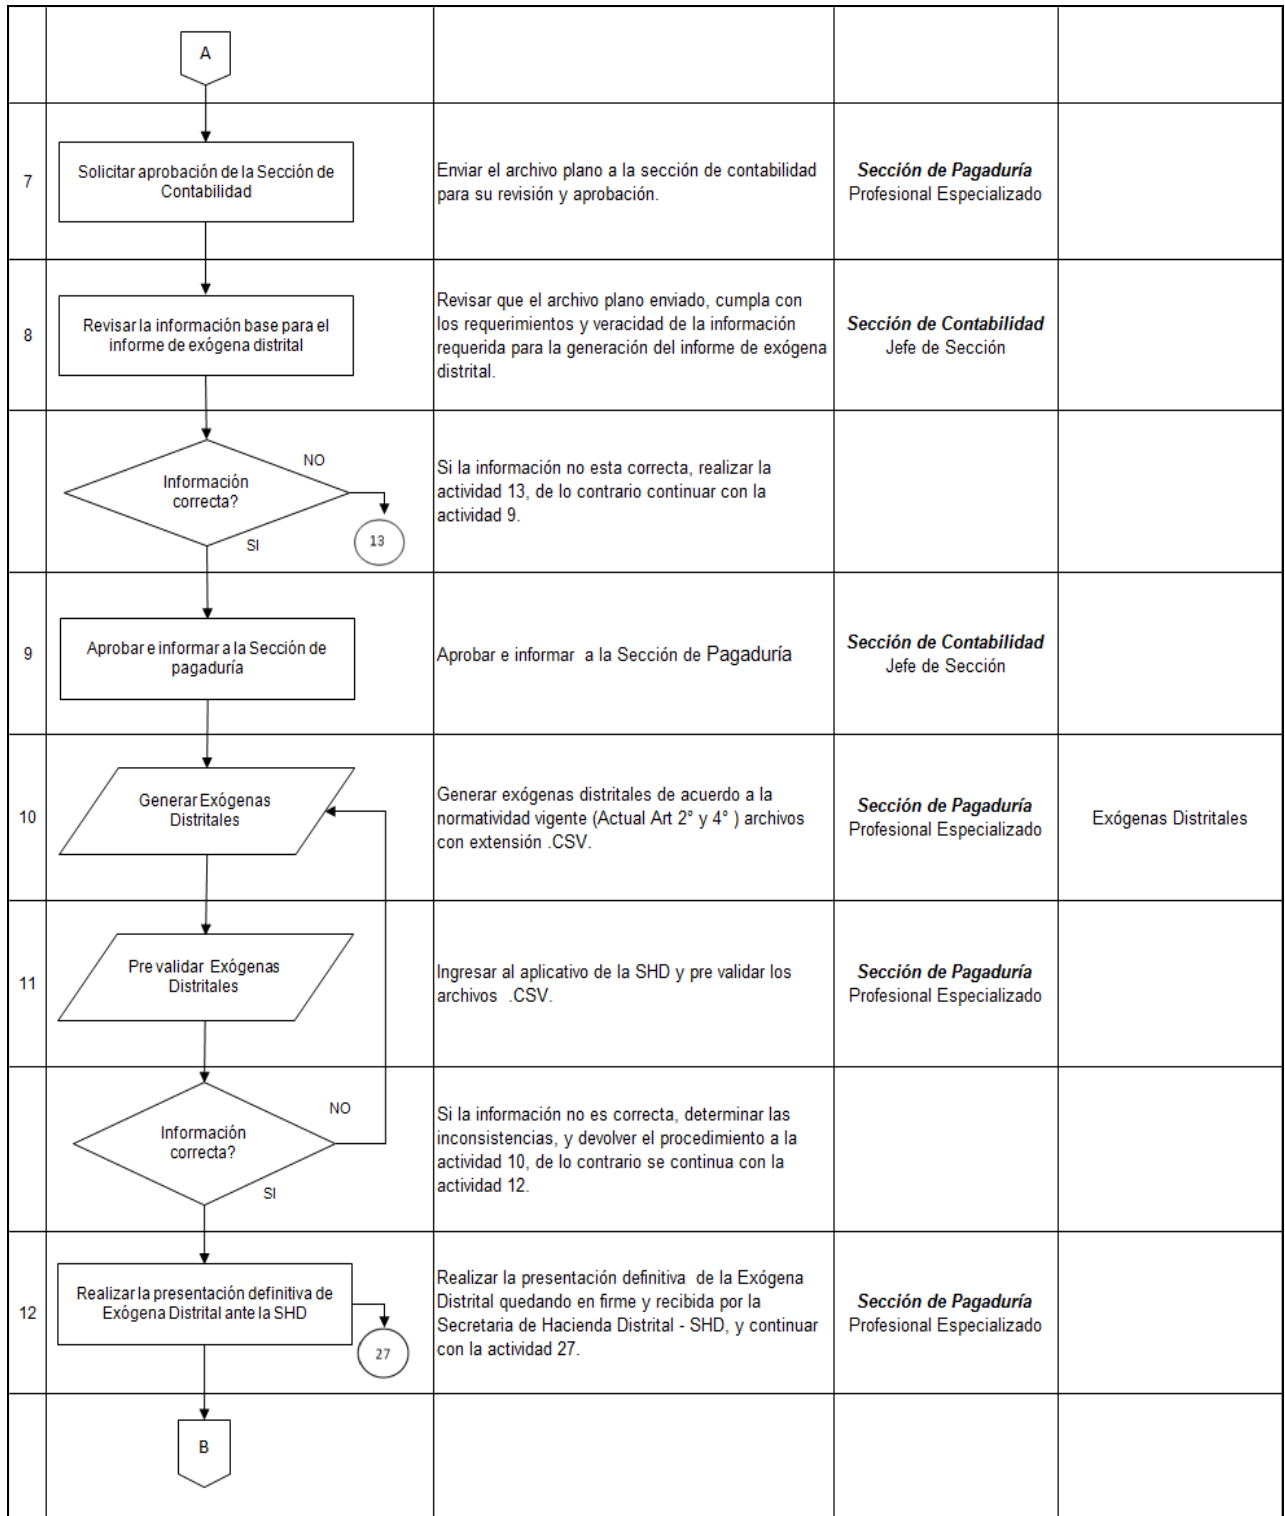 A
7
Solicitar aprobación de la Sección de
Contabilidad
Enviar el archivo plano a la sección de contabilidad
para su revisión y aprobación.
Sección de Pagaduría
Profesional Especializado
8
Revisar la información base para el
informe de exógena distrital
Revisar que el archivo plano enviado, cumpla con
los requerimientos y veracidad de la información
requerida para la generación del informe de exógena
distrital.
Sección de Contabilidad
Jefe de Sección
Información
correcta?
NO
13
SI
Si la información no esta correcta, realizar la
actividad 13, de lo contrario continuar con la
actividad 9.
9
Aprobar e informar a la Sección de
pagaduría
Aprobar e informar  a la Sección de Pagaduría
Sección de Contabilidad
Jefe de Sección
10
Generar Exógenas
Distritales
Generar exógenas distritales de acuerdo a la
normatividad vigente (Actual Art 2° y 4° ) archivos
con extensión .CSV.
Sección de Pagaduría
Profesional Especializado
Exógenas Distritales
11
Pre validar Exógenas
Distritales
Ingresar al aplicativo de la SHD y pre validar los
archivos  .CSV.
Sección de Pagaduría
Profesional Especializado
Información
correcta?
NO
SI
Si la información no es correcta, determinar las
inconsistencias, y devolver el procedimiento a la
actividad 10, de lo contrario se continua con la
actividad 12.
12
Realizar la presentación definitiva de
Exógena Distrital ante la SHD
27
Realizar la presentación definitiva  de la Exógena
Distrital quedando en firme y recibida por la
Secretaria de Hacienda Distrital - SHD, y continuar
con la actividad 27.
Sección de Pagaduría
Profesional Especializado
B